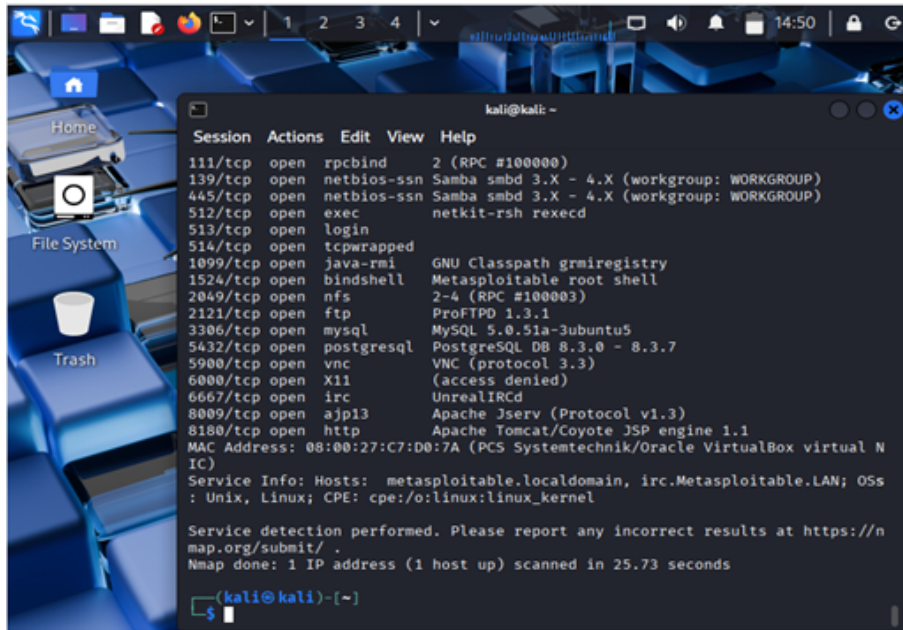 1 2 3 4 14:50
Home
File System
Trash
kali@kali: ~
Session Actions Edit View Help
111/tcp open rpcbind 2 (RPC #100000)
139/tcp open netbios-ssn Samba smbd 3.X - 4.X (workgroup: WORKGROUP)
445/tcp open netbios-ssn Samba smbd 3.X - 4.X (workgroup: WORKGROUP)
512/tcp open exec netkit-rsh rexecd
513/tcp open login
514/tcp open tcpwrapped
1099/tcp open java-rmi GNU Classpath grmiregistry
1524/tcp open bindshell Metasploitable root shell
2049/tcp open nfs 2-4 (RPC #100003)
2121/tcp open ftp ProFTPD 1.3.1
3306/tcp open mysql MySQL 5.0.51a-3ubuntu5
5432/tcp open postgresql PostgreSQL DB 8.3.0 - 8.3.7
5900/tcp open vnc VNC (protocol 3.3)
6000/tcp open X11 (access denied)
6667/tcp open irc UnrealIRCd
8009/tcp open ajp13 Apache Jserv (Protocol v1.3)
8180/tcp open http Apache Tomcat/Coyote JSP engine 1.1
MAC Address: 08:00:27:C7:D0:7A (PCS Systemtechnik/Oracle VirtualBox virtual N
IC)
Service Info: Hosts:  metasploitable.localdomain, irc.Metasploitable.LAN; OSs
: Unix, Linux; CPE: cpe:/o:linux:linux_kernel
Service detection performed. Please report any incorrect results at https://n
map.org/submit/ .
Nmap done: 1 IP address (1 host up) scanned in 25.73 seconds
┌──(kali㉿kali)-[~]
└─$